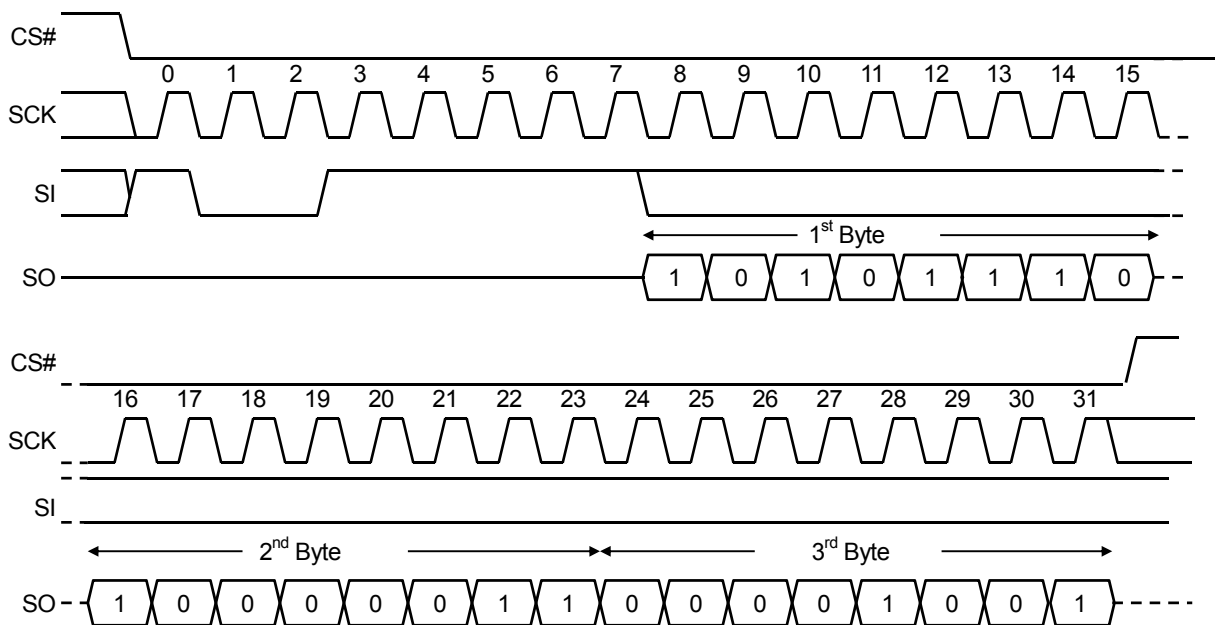 CS#
0 1 2 3 4 5 6 7 8 9 10 11 12 13 14 15
SCK
SI
1st Byte
SO 1 0 1 0 1 1 1 0
CS#
16 17 18 19 20 21 22 23 24 25 26 27 28 29 30 31
SCK
SI
2nd Byte 3rd Byte
SO 1 0 0 0 0 0 1 1 0 0 0 0 1 0 0 1